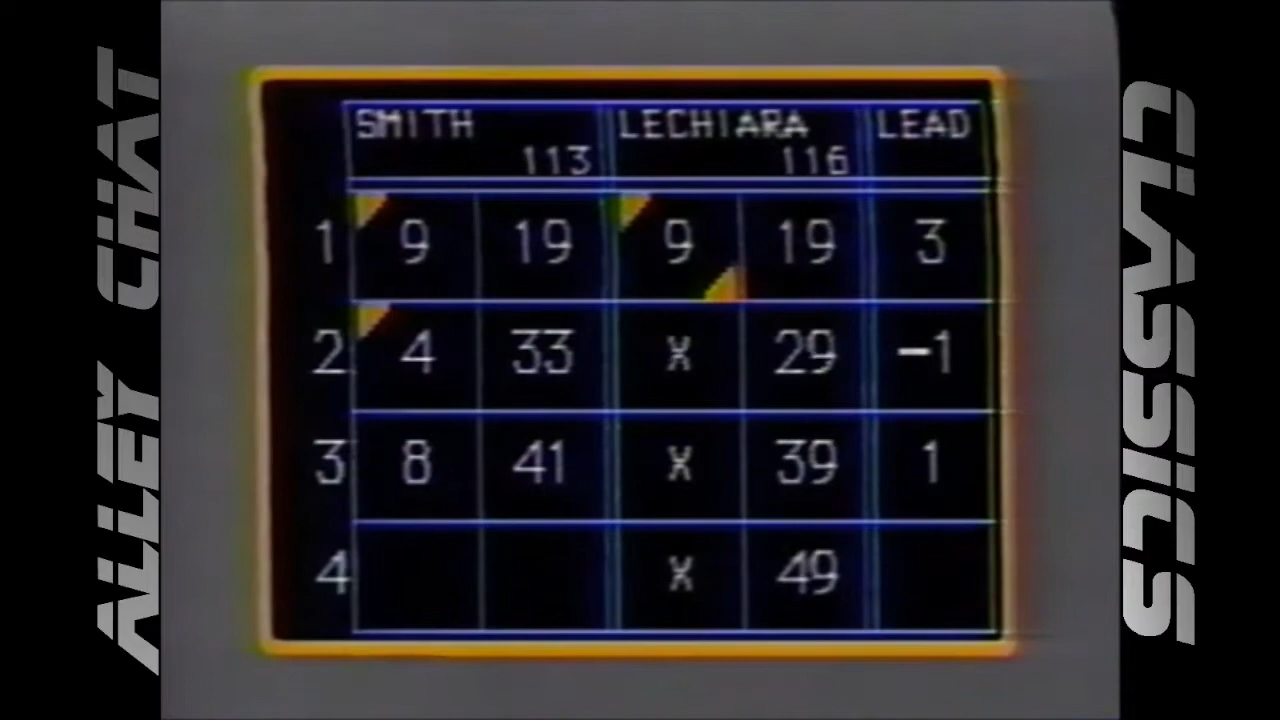 ALLEY CHAT
SMITH LECHIARA LEAD
113 116
1 9 19 9 19 3
2 4 33 X 29 -1
3 8 41 X 39 1
4 X 49
CLASSICS